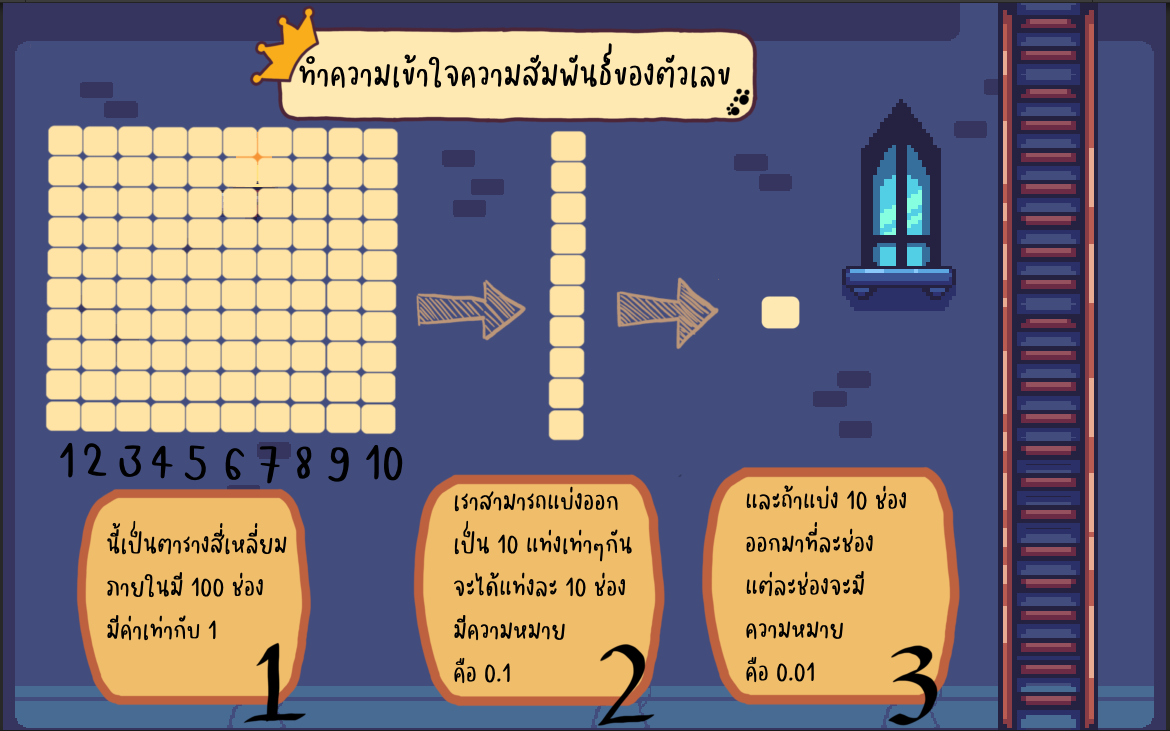 ทำความเข้าใจความสัมพันธ์ของตัวเลข
1 2 3 4 5 6 7 8 9 10
นี้เป็นตารางสี่เหลี่ยม
ภายในมี 100 ช่อง
มีค่าเท่ากับ 1
1
เราสามารถแบ่งออก
เป็น 10 แท่งเท่าๆกัน
จะได้แท่งละ 10 ช่อง
มีความหมาย
คือ 0.1
2
และถ้าแบ่ง 10 ช่อง
ออกมาที่ละช่อง
แต่ละช่องจะมี
ความหมาย
คือ 0.01
3